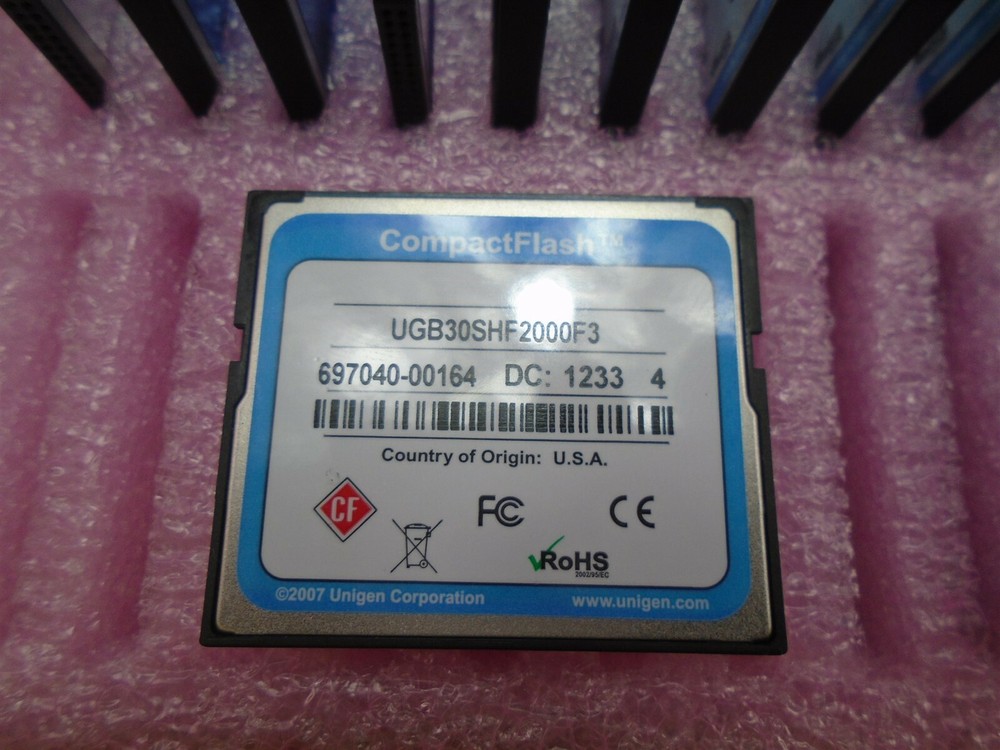 CompactFlash™
UGB30SHF2000F3
697040-00164 DC: 1233 4
Country of Origin: U.S.A.
CF
FC CE
RoHS
2002/95/EC
©2007 Unigen Corporation www.unigen.com